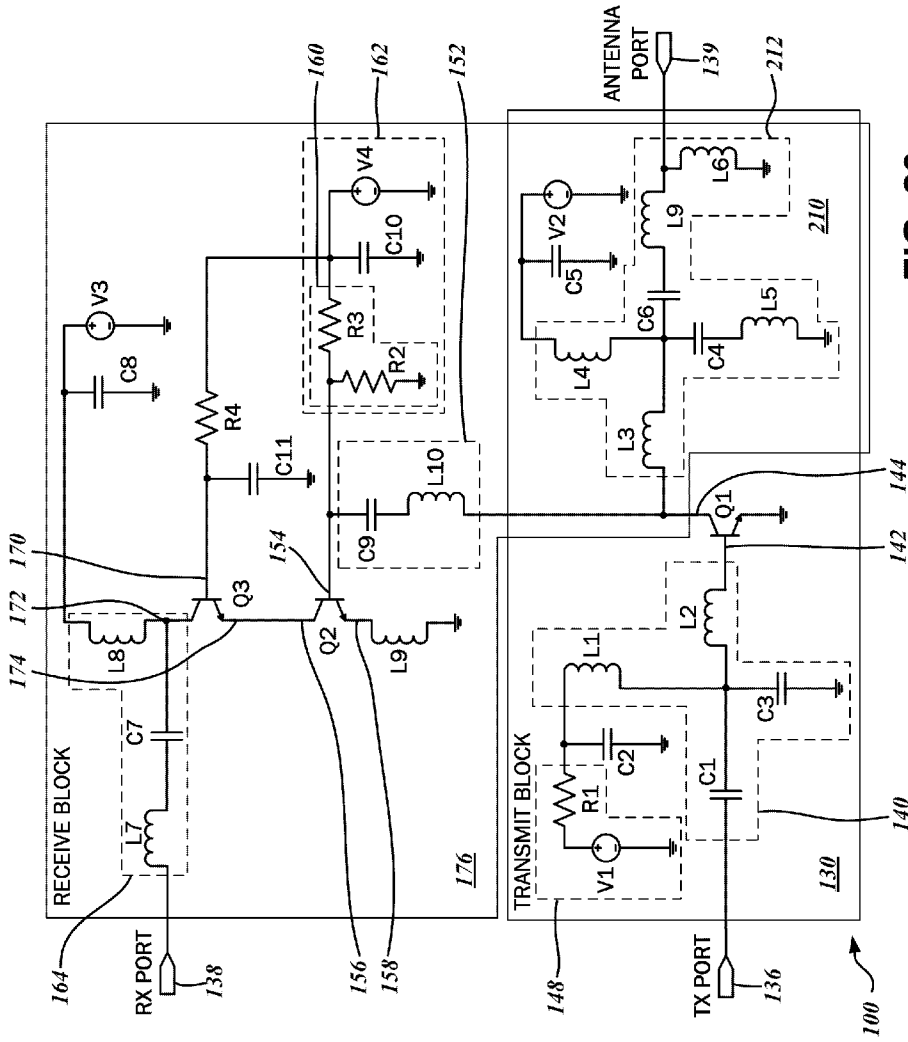 160
162
152
ANTENNA
PORT
139
212
170
172
174
164
RECEIVE BLOCK
V3
C8
L8
R4
V4
C10
R3
R2
C11
Q3
C7
L7
RX PORT
138
154
Q2
L9
C9
L10
176
156
158
148
TRANSMIT BLOCK
V2
C5
L4
L9
L6
C6
210
L3
C4
L5
144
Q1
142
L1
L2
R1
C2
V1
C3
C1
130
140
TX PORT
136
100